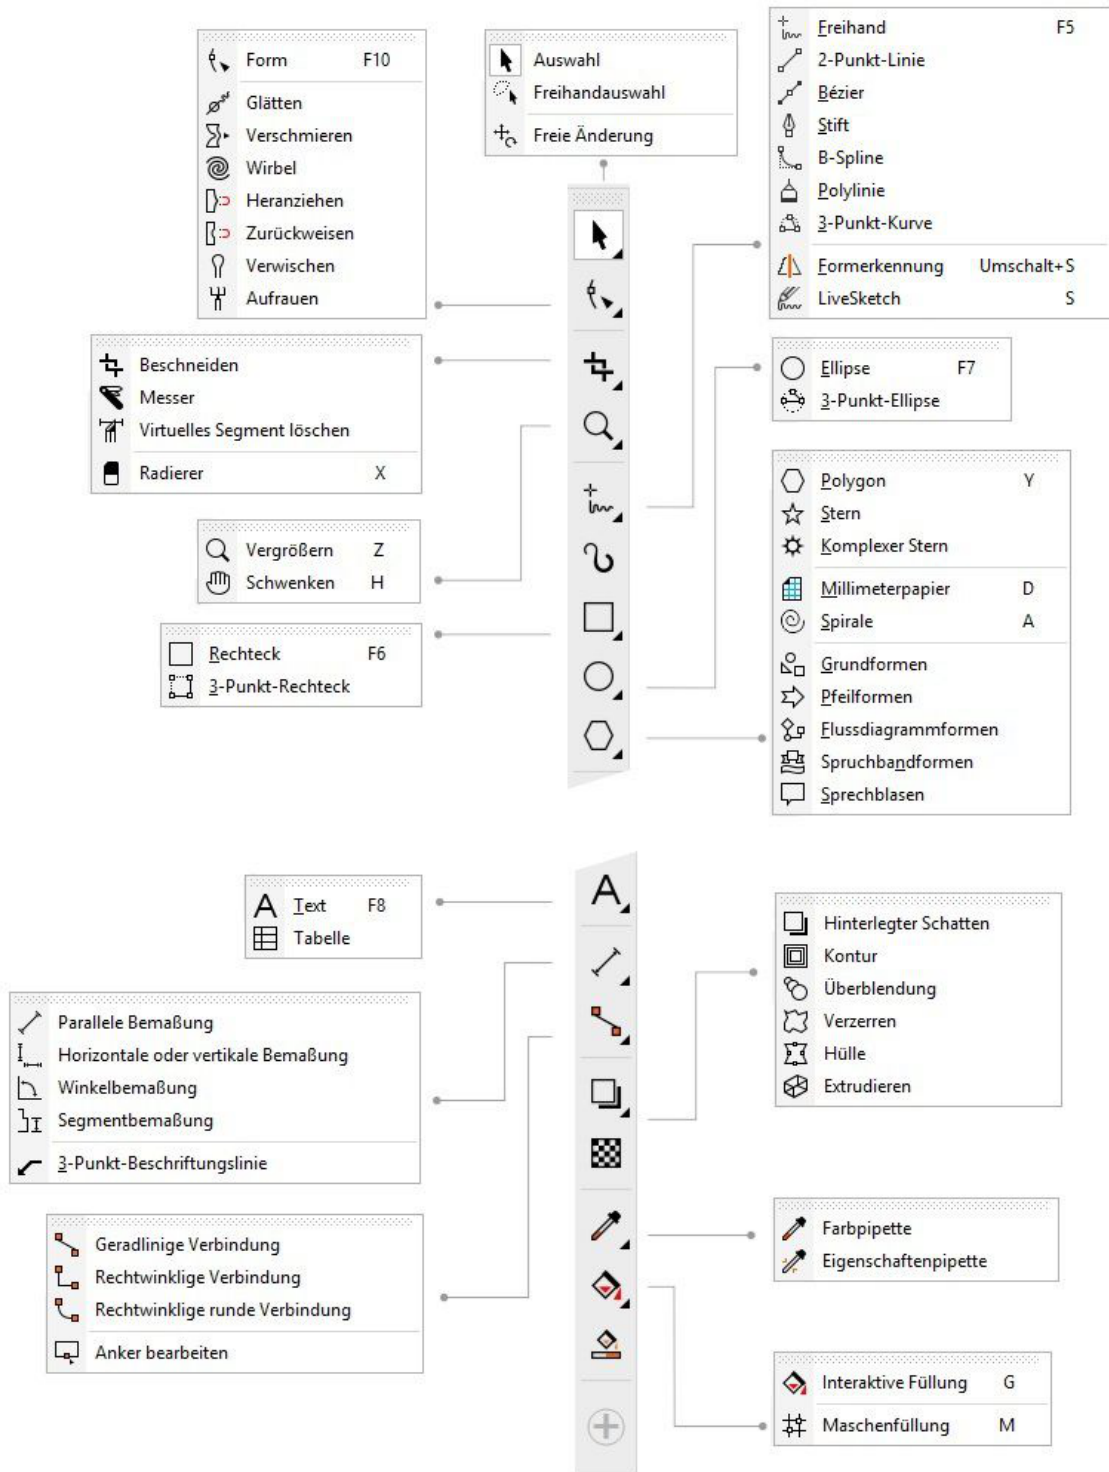 Form F10
Glätten
Verschmieren
Wirbel
Heranziehen
Zurückweisen
Verwischen
Aufrauen
Auswahl
Freihandauswahl
Freie Änderung
Freihand F5
2-Punkt-Linie
Bézier
Stift
B-Spline
Polylinie
3-Punkt-Kurve
Formerkennung Umschalt+S
LiveSketch S
Beschneiden
Messer
Virtuelles Segment löschen
Radierer X
Ellipse F7
3-Punkt-Ellipse
Vergrößern Z
Schwenken H
Rechteck F6
3-Punkt-Rechteck
Polygon Y
Stern
Komplexer Stern
Millimeterpapier D
Spirale A
Grundformen
Pfeilformen
Flussdiagrammformen
Spruchbandformen
Sprechblasen
Text F8
Tabelle
Parallele Bemaßung
Horizontale oder vertikale Bemaßung
Winkelbemaßung
Segmentbemaßung
3-Punkt-Beschriftungslinie
Geradlinige Verbindung
Rechtwinklige Verbindung
Rechtwinklige runde Verbindung
Anker bearbeiten
Hinterlegter Schatten
Kontur
Überblendung
Verzerren
Hülle
Extrudieren
Farbpipette
Eigenschaftenpipette
Interaktive Füllung G
Maschenfüllung M